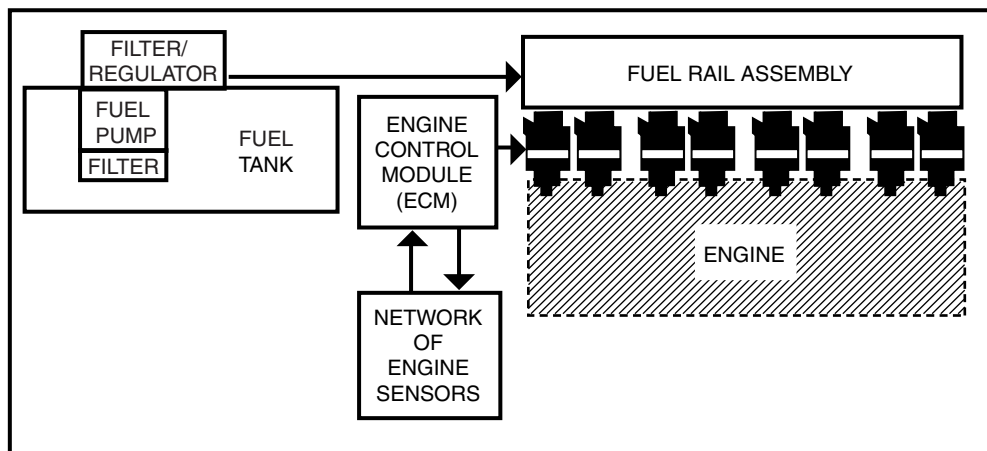 FILTER/
REGULATOR
FUEL
PUMP
FILTER
FUEL
TANK
ENGINE
CONTROL
MODULE
(ECM)
NETWORK
OF
ENGINE
SENSORS
FUEL RAIL ASSEMBLY
ENGINE